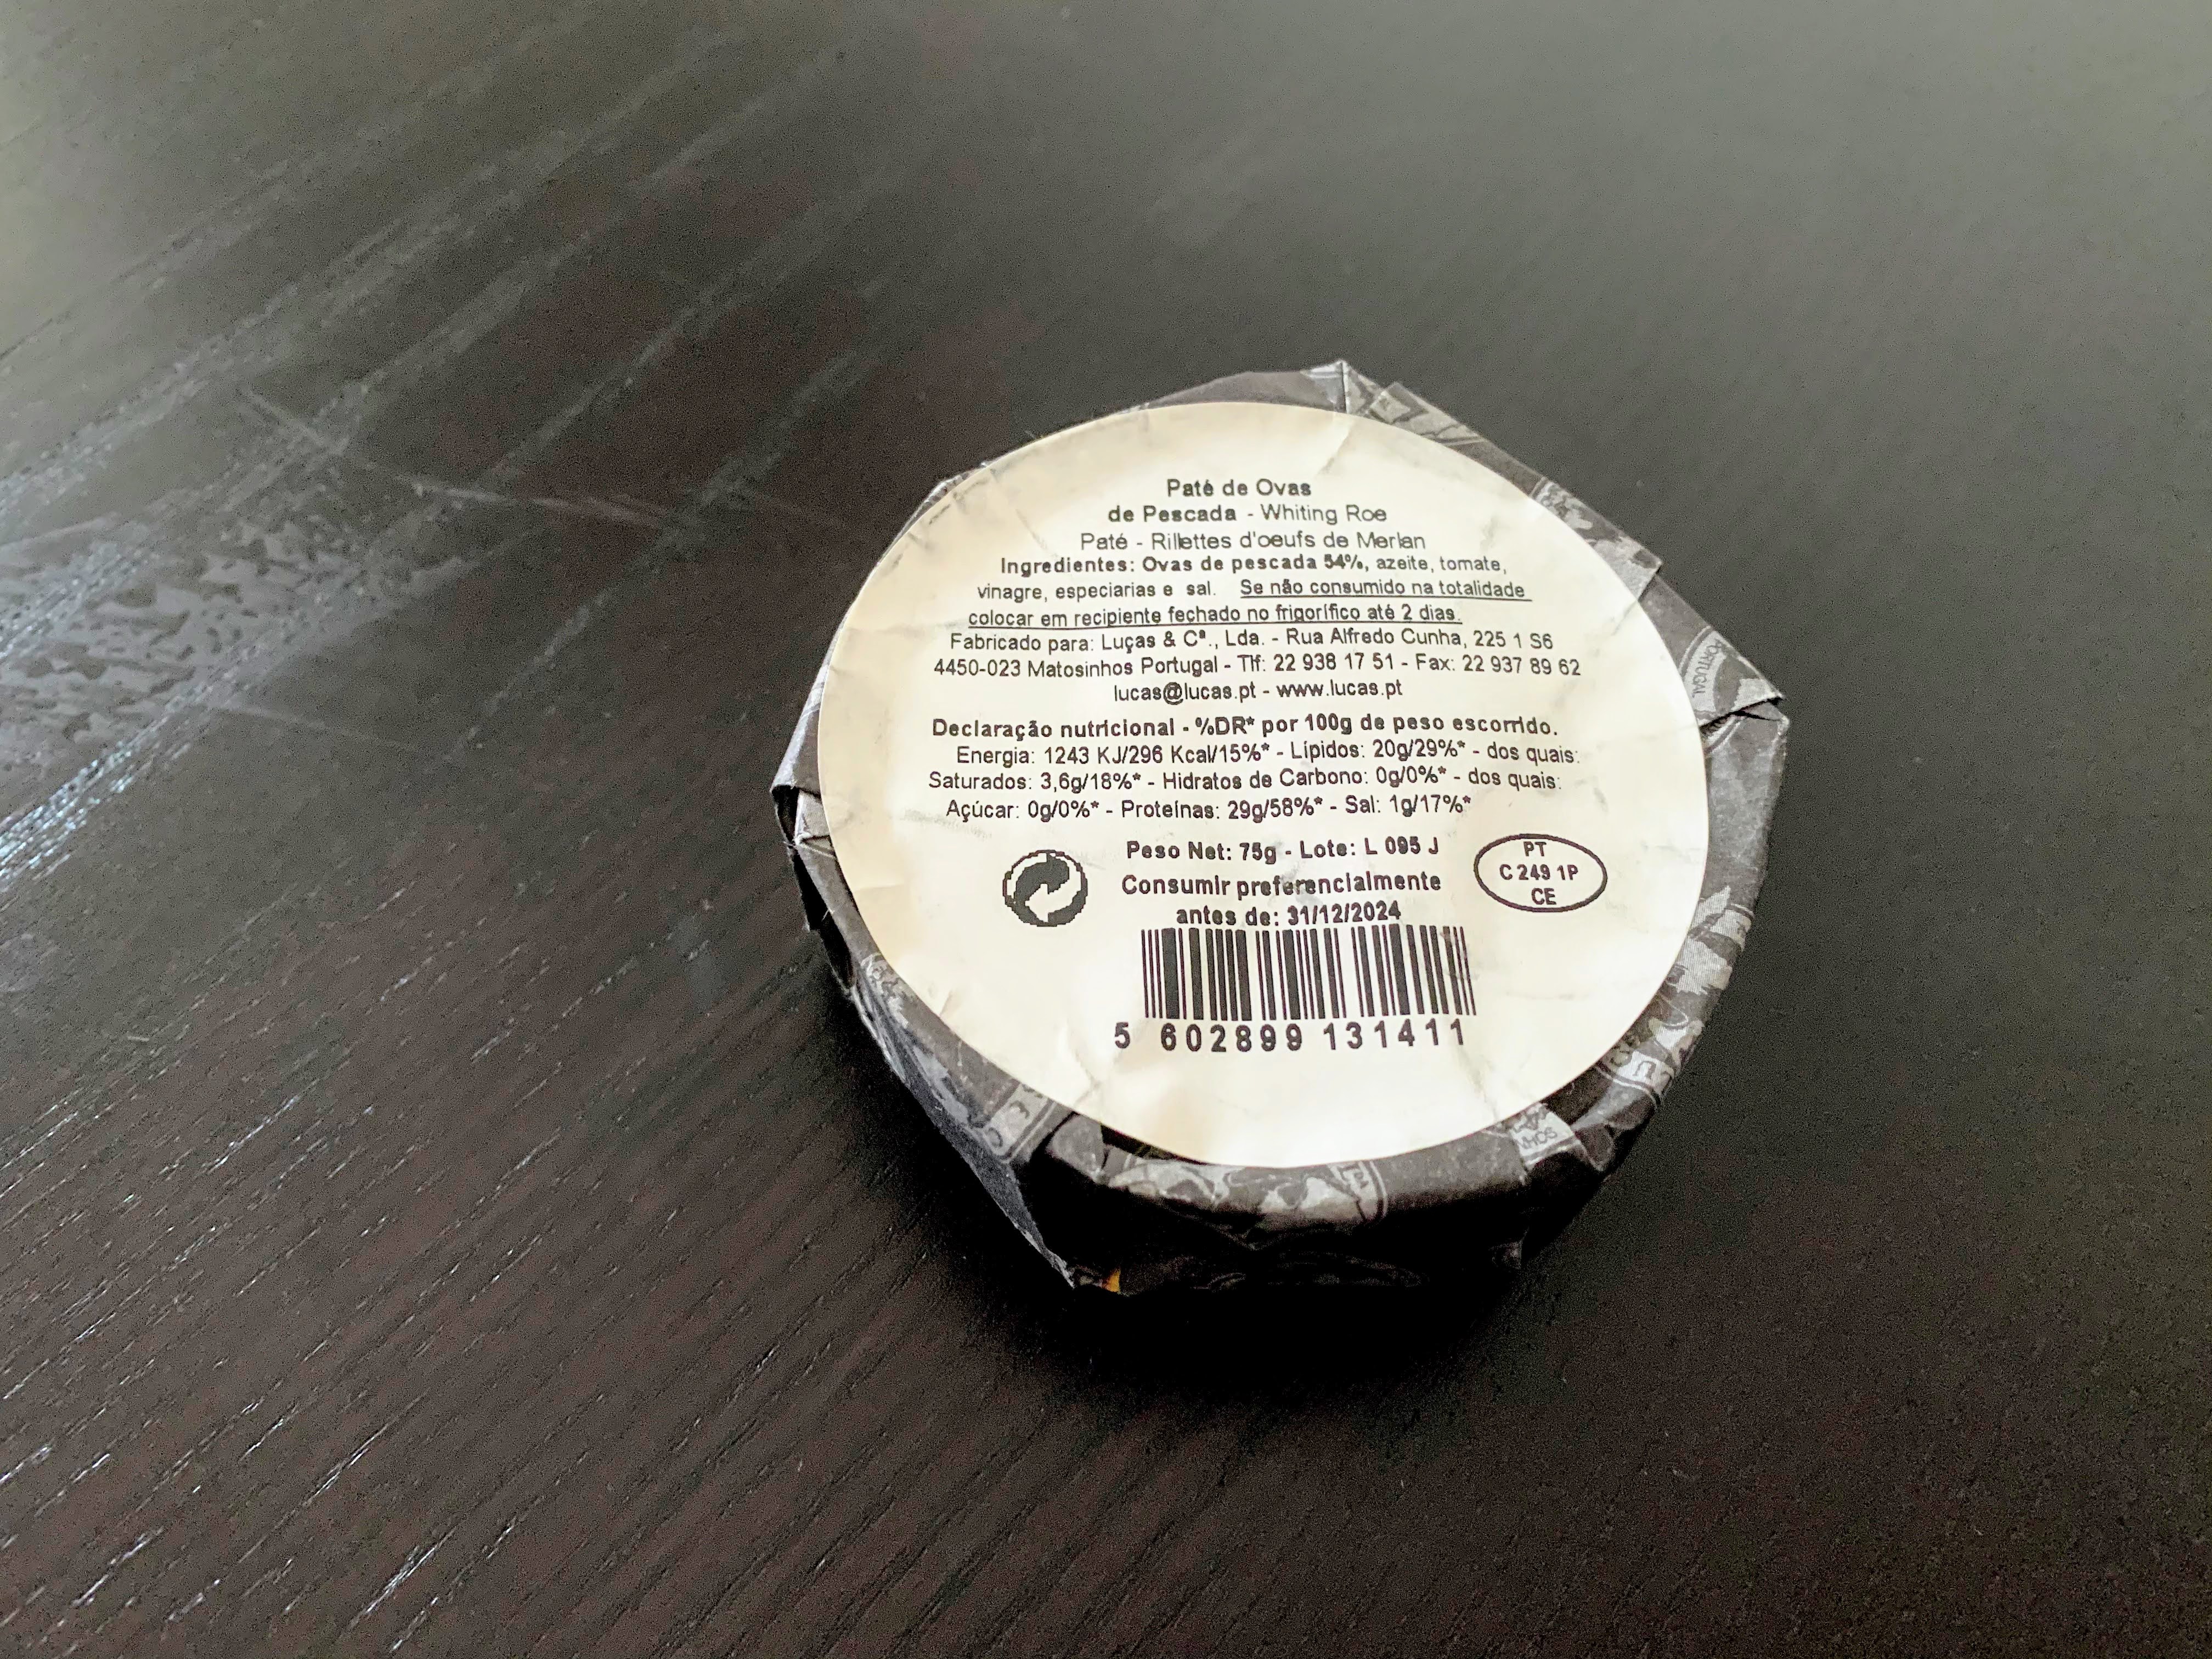 Paté de Ovas
de Pescada - Whiting Roe
Paté - Rillettes d'oeufs de Merlan
Ingredientes: Ovas de pescada 54%, azeite, tomate,
vinagre, especiarias e sal. Se não consumido na totalidade
colocar em recipiente fechado no frigorífico até 2 dias.
Fabricado para: Luças & Cª., Lda. - Rua Alfredo Cunha, 225 1 S6
4450-023 Matosinhos Portugal - Tlf: 22 938 17 51 - Fax: 22 937 89 62
lucas@lucas.pt - www.lucas.pt
Declaração nutricional - %DR* por 100g de peso escorrido.
Energia: 1243 KJ/296 Kcal/15%* - Lípidos: 20g/29%* - dos quais:
Saturados: 3,6g/18%* - Hidratos de Carbono: 0g/0%* - dos quais:
Açúcar: 0g/0%* - Proteínas: 29g/58%* - Sal: 1g/17%*
Peso Net: 75g - Lote: L 095 J
Consumir preferencialmente
antes de: 31/12/2024
PT
C 249 1P
CE
5 602899 131411
PORTUGAL